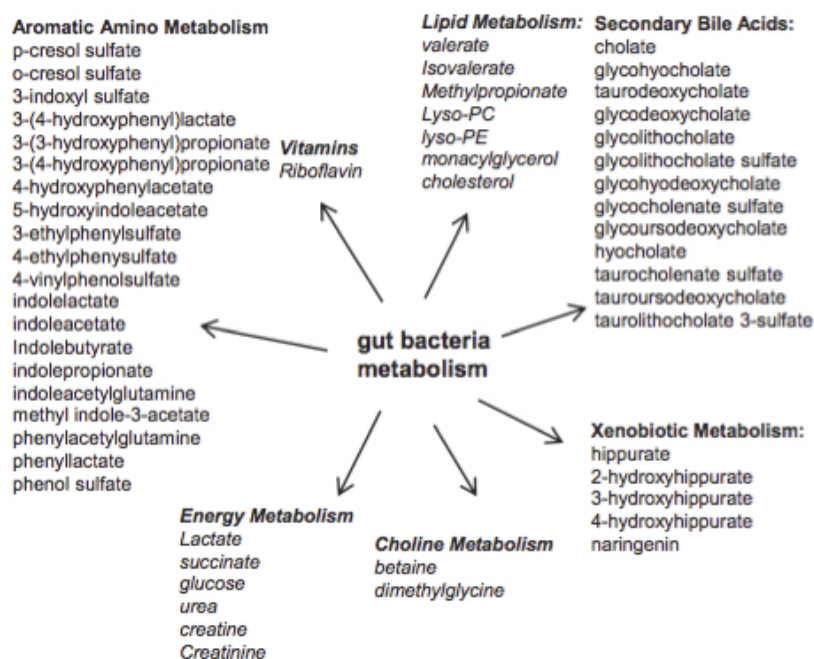 Aromatic Amino Metabolism
p-cresol sulfate
o-cresol sulfate
3-indoxyl sulfate
3-(4-hydroxyphenyl)lactate
3-(3-hydroxyphenyl)propionate
3-(4-hydroxyphenyl)propionate
4-hydroxyphenylacetate
5-hydroxyindoleacetate
3-ethylphenylsulfate
4-ethylphenysulfate
4-vinylphenolsulfate
indolelactate
indoleacetate
Indolebutyrate
indolepropionate
indoleacetylglutamine
methyl indole-3-acetate
phenylacetylglutamine
phenyllactate
phenol sulfate
Vitamins
Riboflavin
Lipid Metabolism:
valerate
Isovalerate
Methylpropionate
Lyso-PC
lyso-PE
monacylglycerol
cholesterol
Secondary Bile Acids:
cholate
glycohyocholate
taurodeoxycholate
glycodeoxycholate
glycolithocholate
glycolithocholate sulfate
glycohyodeoxycholate
glycocholenate sulfate
glycoursodeoxycholate
hyocholate
taurocholenate sulfate
tauroursodeoxycholate
taurolithocholate 3-sulfate
gut bacteria
metabolism
Energy Metabolism
Lactate
succinate
glucose
urea
creatine
Creatinine
Choline Metabolism
betaine
dimethylglycine
Xenobiotic Metabolism:
hippurate
2-hydroxyhippurate
3-hydroxyhippurate
4-hydroxyhippurate
naringenin